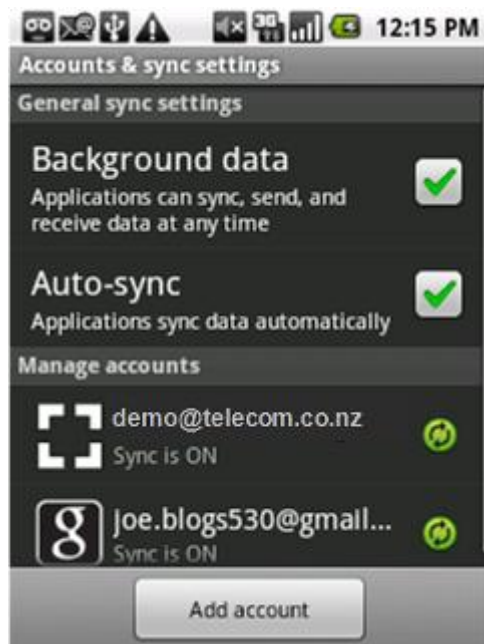 3G
12:15 PM
Accounts & sync settings
General sync settings
Background data
Applications can sync, send, and
receive data at any time
Auto-sync
Applications sync data automatically
Manage accounts
demo@telecom.co.nz
Sync is ON
g joe.blogs530@gmail...
Sync is ON
Add account